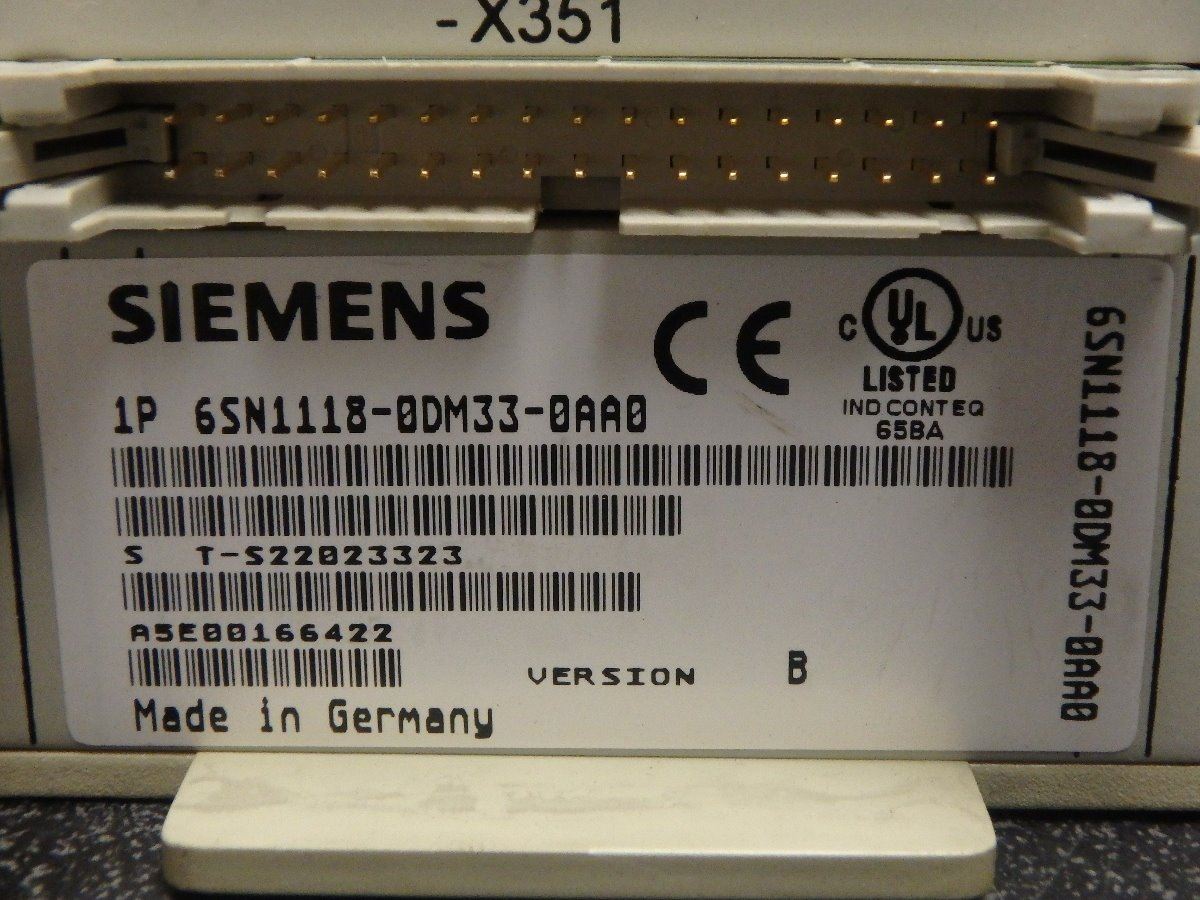 -X351
SIEMENS
CE
C UL US
LISTED
IND CONT EQ
65BA
1P 6SN1118-0DM33-0AA0
S T-S22023323
A5E00166422
VERSION B
Made in Germany
6SN1118-0DM33-0AA0